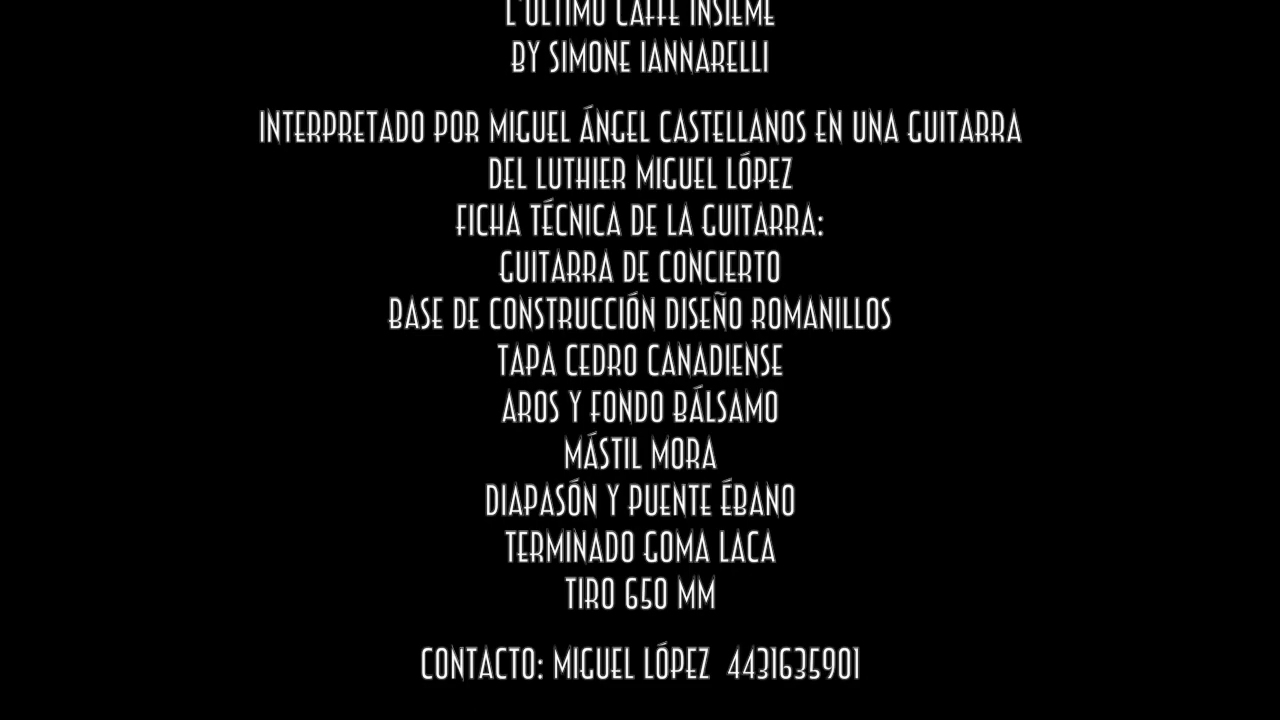 L'ULTIMO CAFFÈ INSIEME
BY SIMONE IANNARELLI
INTERPRETADO POR MIGUEL ÁNGEL CASTELLANOS EN UNA GUITARRA
DEL LUTHIER MIGUEL LÓPEZ
FICHA TÉCNICA DE LA GUITARRA:
GUITARRA DE CONCIERTO
BASE DE CONSTRUCCIÓN DISEÑO ROMANILLOS
TAPA CEDRO CANADIENSE
AROS Y FONDO BÁLSAMO
MÁSTIL MORA
DIAPASÓN Y PUENTE ÉBANO
TERMINADO GOMA LACA
TIRO 650 MM
CONTACTO: MIGUEL LÓPEZ 4431635901